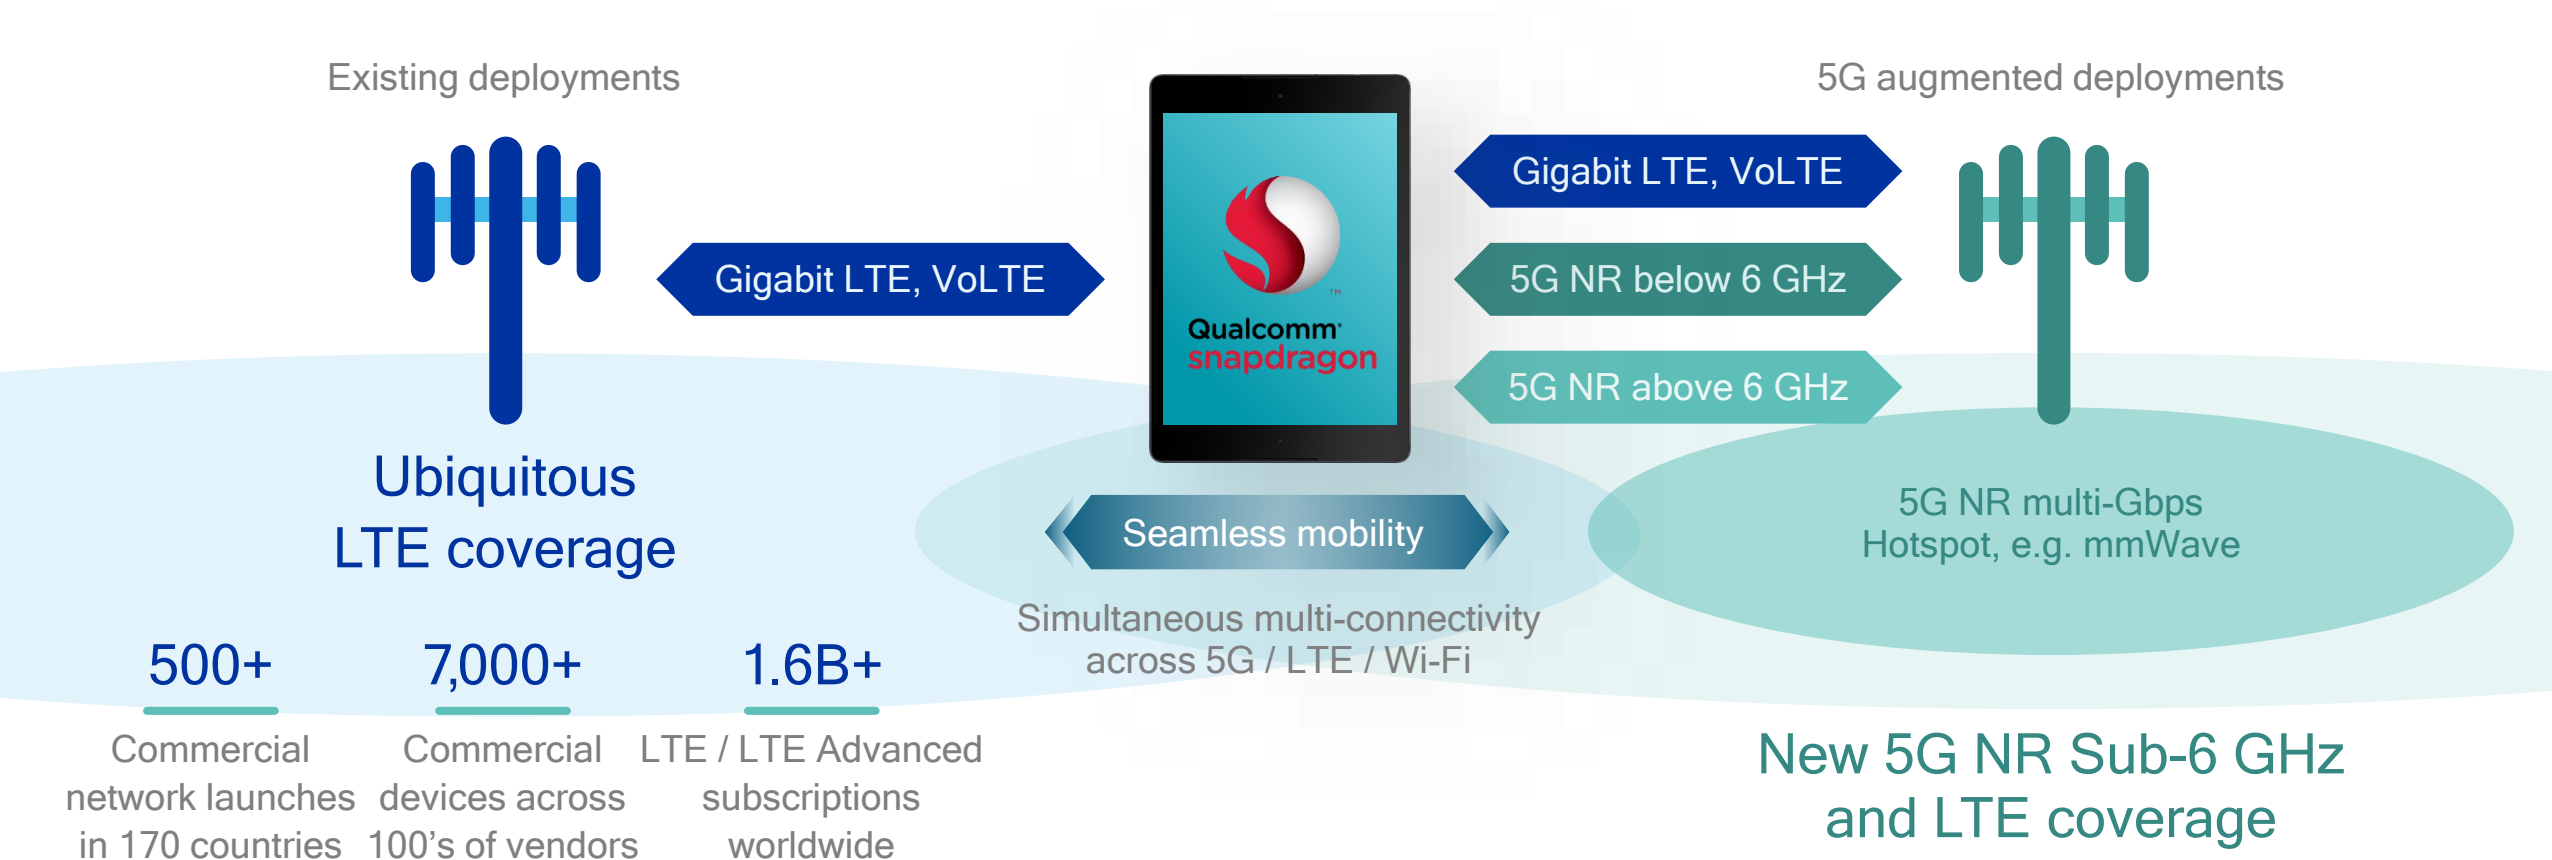 Existing deployments
5G augmented deployments
Gigabit LTE, VoLTE
Gigabit LTE, VoLTE
5G NR below 6 GHz
5G NR above 6 GHz
TM
Qualcomm®
snapdragon
Ubiquitous
LTE coverage
Seamless mobility
Simultaneous multi-connectivity
across 5G / LTE / Wi-Fi
5G NR multi-Gbps
Hotspot, e.g. mmWave
500+
Commercial
network launches
in 170 countries
7,000+
Commercial
devices across
100’s of vendors
1.6B+
LTE / LTE Advanced
subscriptions
worldwide
New 5G NR Sub-6 GHz
and LTE coverage